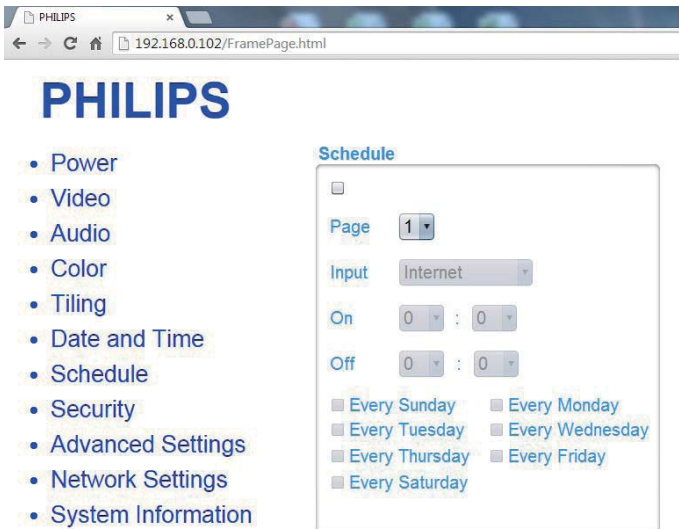 PHILIPS
192.168.0.102/FramePage.html
PHILIPS
• Power
• Video
• Audio
• Color
• Tiling
• Date and Time
• Schedule
• Security
• Advanced Settings
• Network Settings
• System Information
Schedule
Page 1
Input Internet
On 0 : 0
Off 0 : 0
Every Sunday Every Monday
Every Tuesday Every Wednesday
Every Thursday Every Friday
Every Saturday